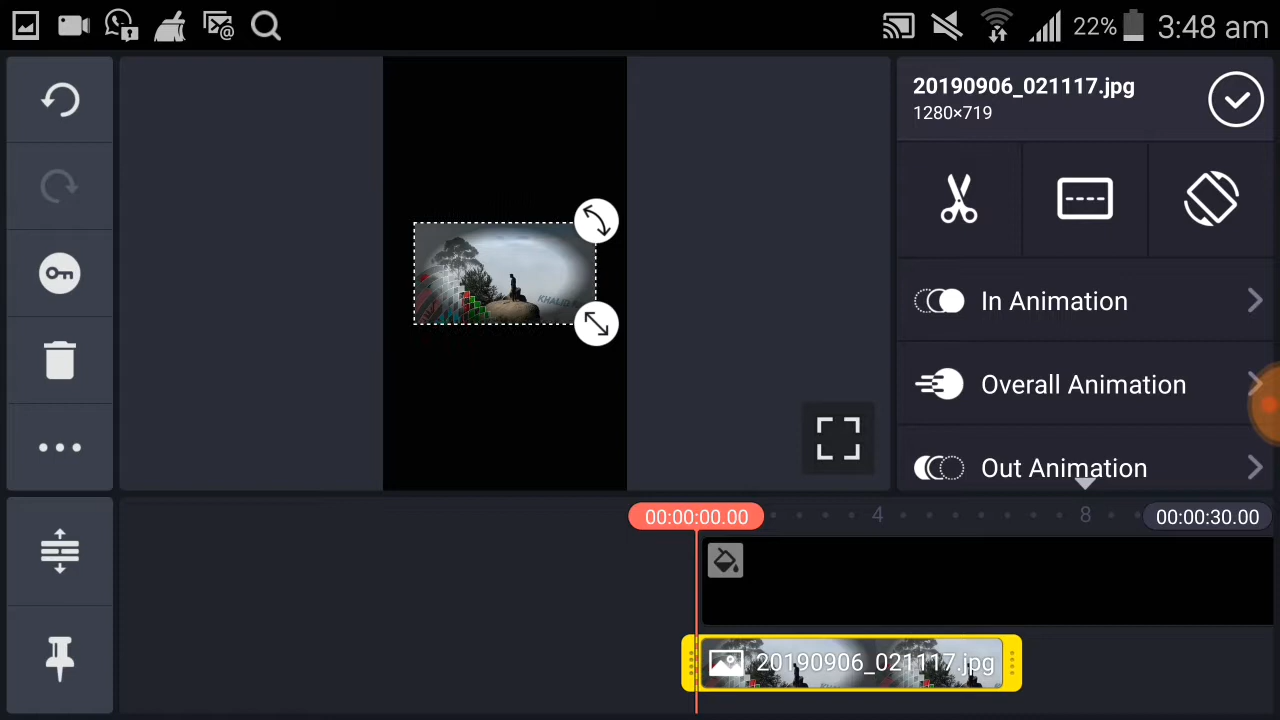 22% 3:48 am
20190906_021117.jpg
1280×719
In Animation
Overall Animation
Out Animation
KHALID
00:00:00.00 4 8 00:00:30.00
20190906_021117.jpg